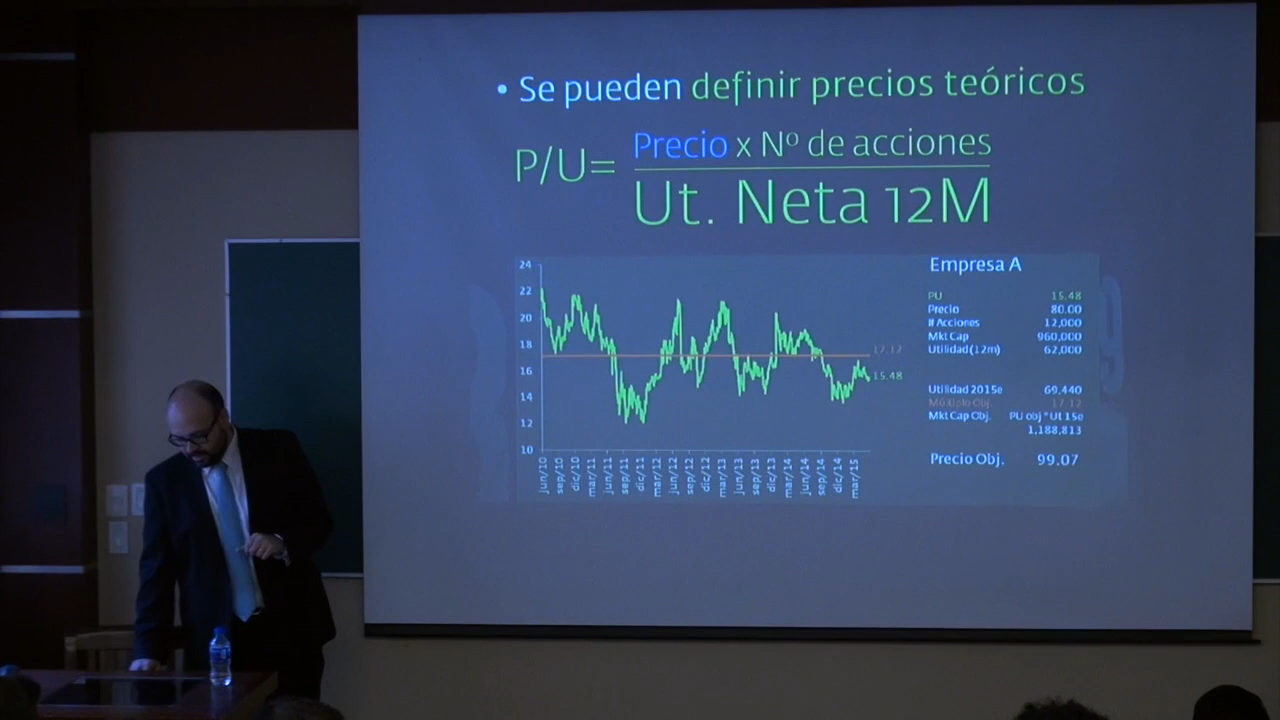 • Se pueden definir precios teóricos
P/U= Precio x Nº de acciones
Ut. Neta 12M
24
22
20
18
16
14
12
10
17.12
15.48
jun/10 sep/10 dic/10 mar/11 jun/11 sep/11 dic/11 mar/12 jun/12 sep/12 dic/12 mar/13 jun/13 sep/13 dic/13 mar/14 jun/14 sep/14 dic/14 mar/15
Empresa A
PU 15.48
Precio 80.00
# Acciones 12,000
Mkt Cap 960,000
Utilidad (12m) 62,000
Utilidad 2015e 69,440
Múltiplo Obj. 17.12
Mkt Cap Obj. PU obj * Ut 15e
1,188,813
Precio Obj. 99.07